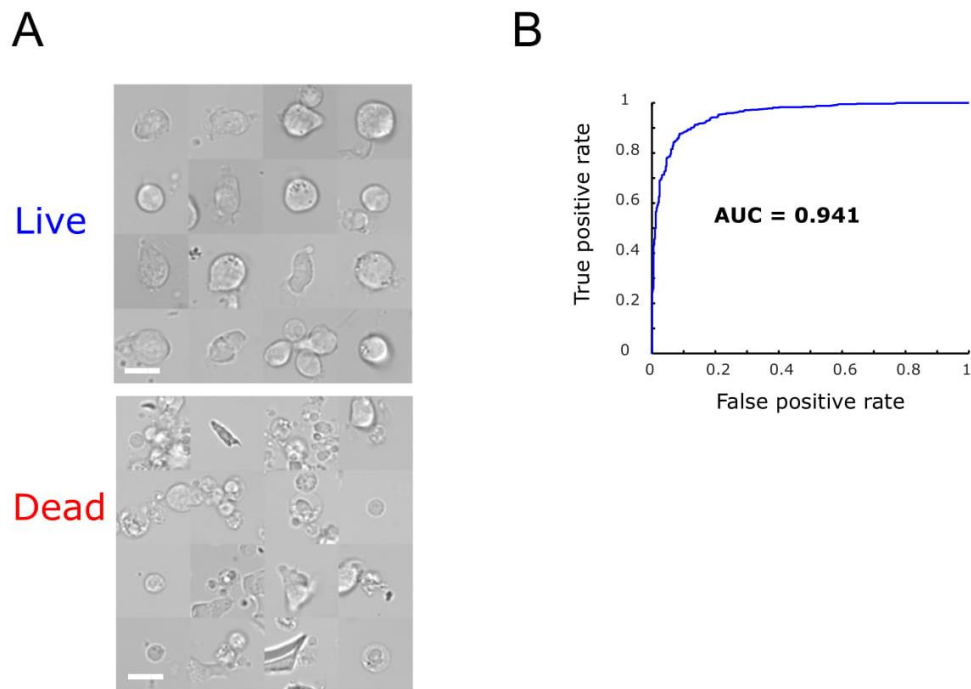 A
B
Live
Dead
True positive rate
1
0.8
0.6
0.4
0.2
0
AUC = 0.941
0
0.2
0.4
0.6
0.8
1
False positive rate